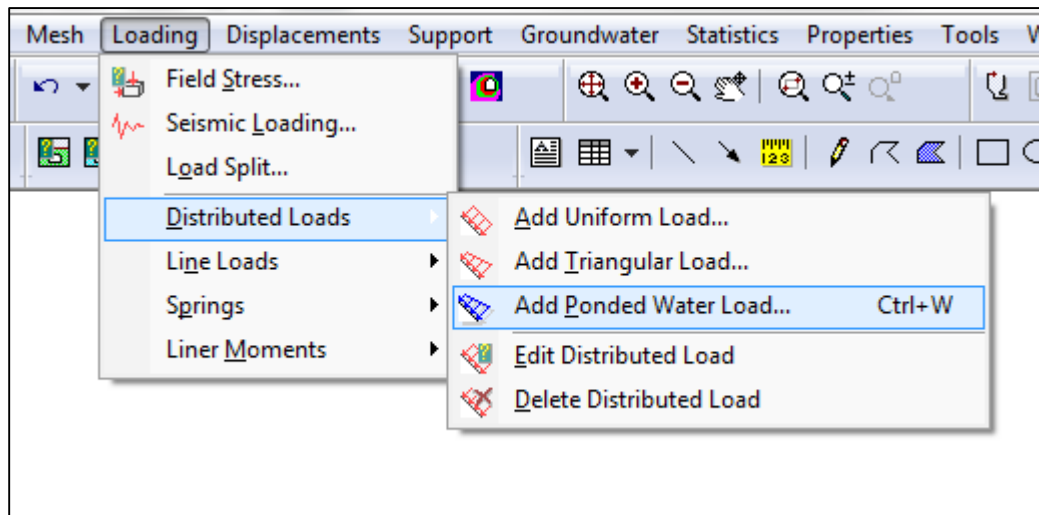 Mesh Loading Displacements Support Groundwater Statistics Properties Tools
Field Stress...
Seismic Loading...
Load Split...
Distributed Loads
Line Loads
Springs
Liner Moments
Add Uniform Load...
Add Triangular Load...
Add Ponded Water Load... Ctrl+W
Edit Distributed Load
Delete Distributed Load
123